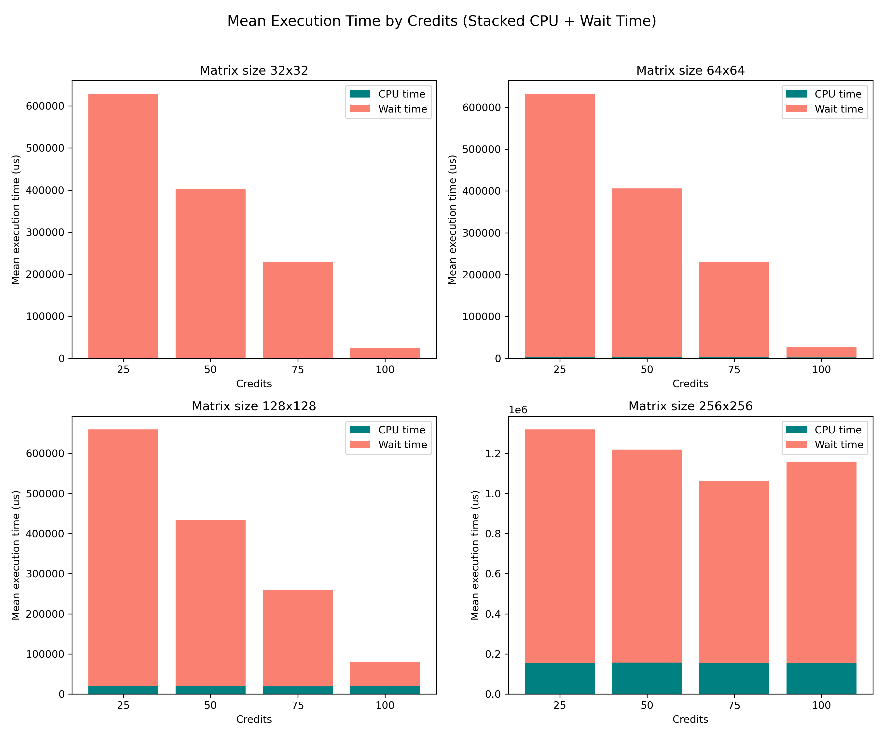 Mean Execution Time by Credits (Stacked CPU + Wait Time)
Matrix size 32x32
CPU time
Wait time
Mean execution time (us)
600000
500000
400000
300000
200000
100000
0
25 50 75 100
Credits
Matrix size 64x64
CPU time
Wait time
Mean execution time (us)
600000
500000
400000
300000
200000
100000
0
25 50 75 100
Credits
Matrix size 128x128
CPU time
Wait time
Mean execution time (us)
600000
500000
400000
300000
200000
100000
0
25 50 75 100
Credits
Matrix size 256x256
1e6
CPU time
Wait time
Mean execution time (us)
1.2
1.0
0.8
0.6
0.4
0.2
0.0
25 50 75 100
Credits